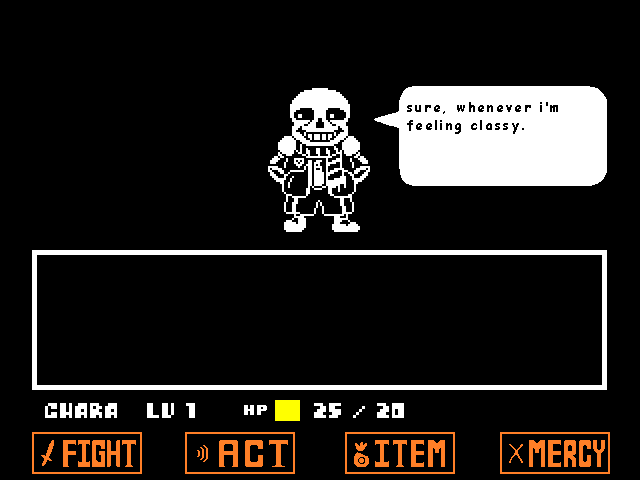 sure, whenever i'm
feeling classy.
CHARA LV 1 HP 25 / 20
FIGHT ACT ITEM MERCY